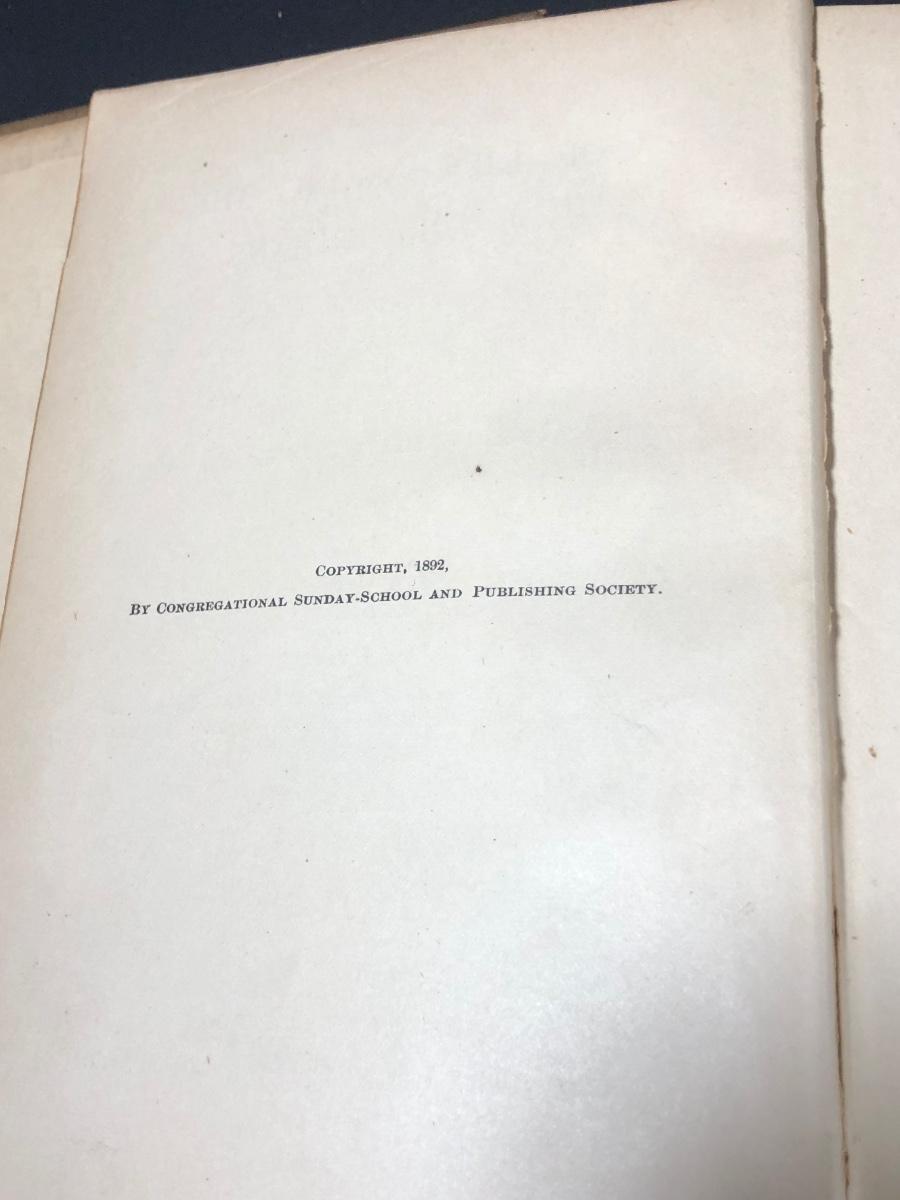 COPYRIGHT, 1892,
BY CONGREGATIONAL SUNDAY-SCHOOL AND PUBLISHING SOCIETY.